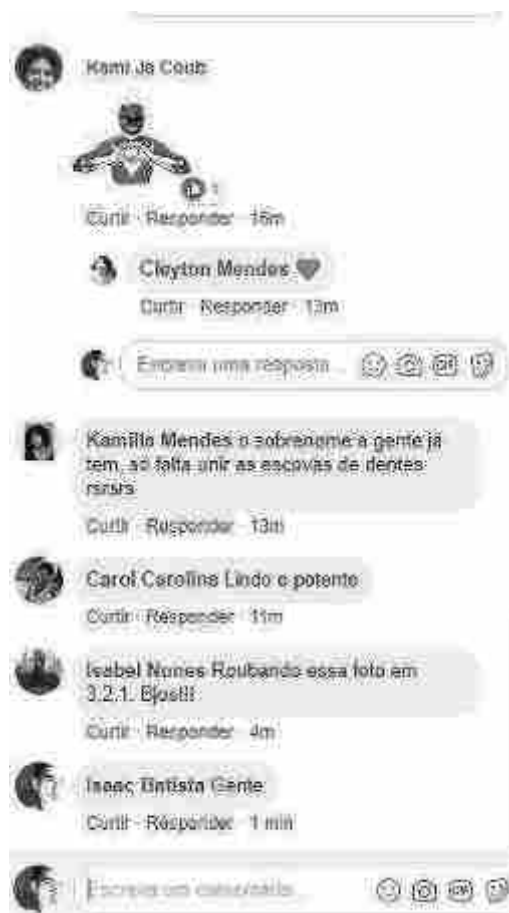 Curtir · Responder · 16m
Cleyton Mendes
Curtir · Responder · 13m
Escreva uma resposta...
Kamilla Mendes o sobrenome a gente já
tem, só falta unir as escovas de dentes
rsrsrs
Curtir · Responder · 13m
Carol Carolina Lindo e potente
Curtir · Responder · 11m
Isabel Nunes Roubando essa foto em
3,2,1. Bjos!!!
Curtir · Responder · 4m
Isaac Batista Gente
Curtir · Responder · 1 min
Escreva um comentário...